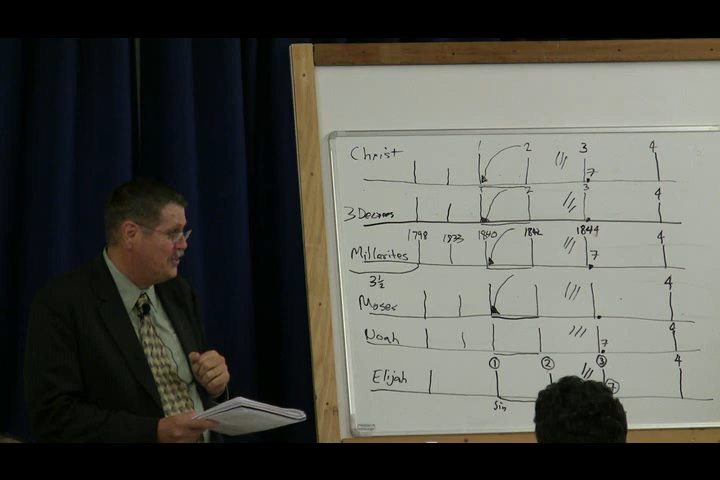 Christ 1 2 /// 3 7 4
3 Decrees 1 2 /// 3 4
1798 1833 1840 1842 1844
Millerites /// 7 4
3½
Moses /// 4
Noah /// 7 4
Elijah ① ② /// ③ ⑦ 4
Sin